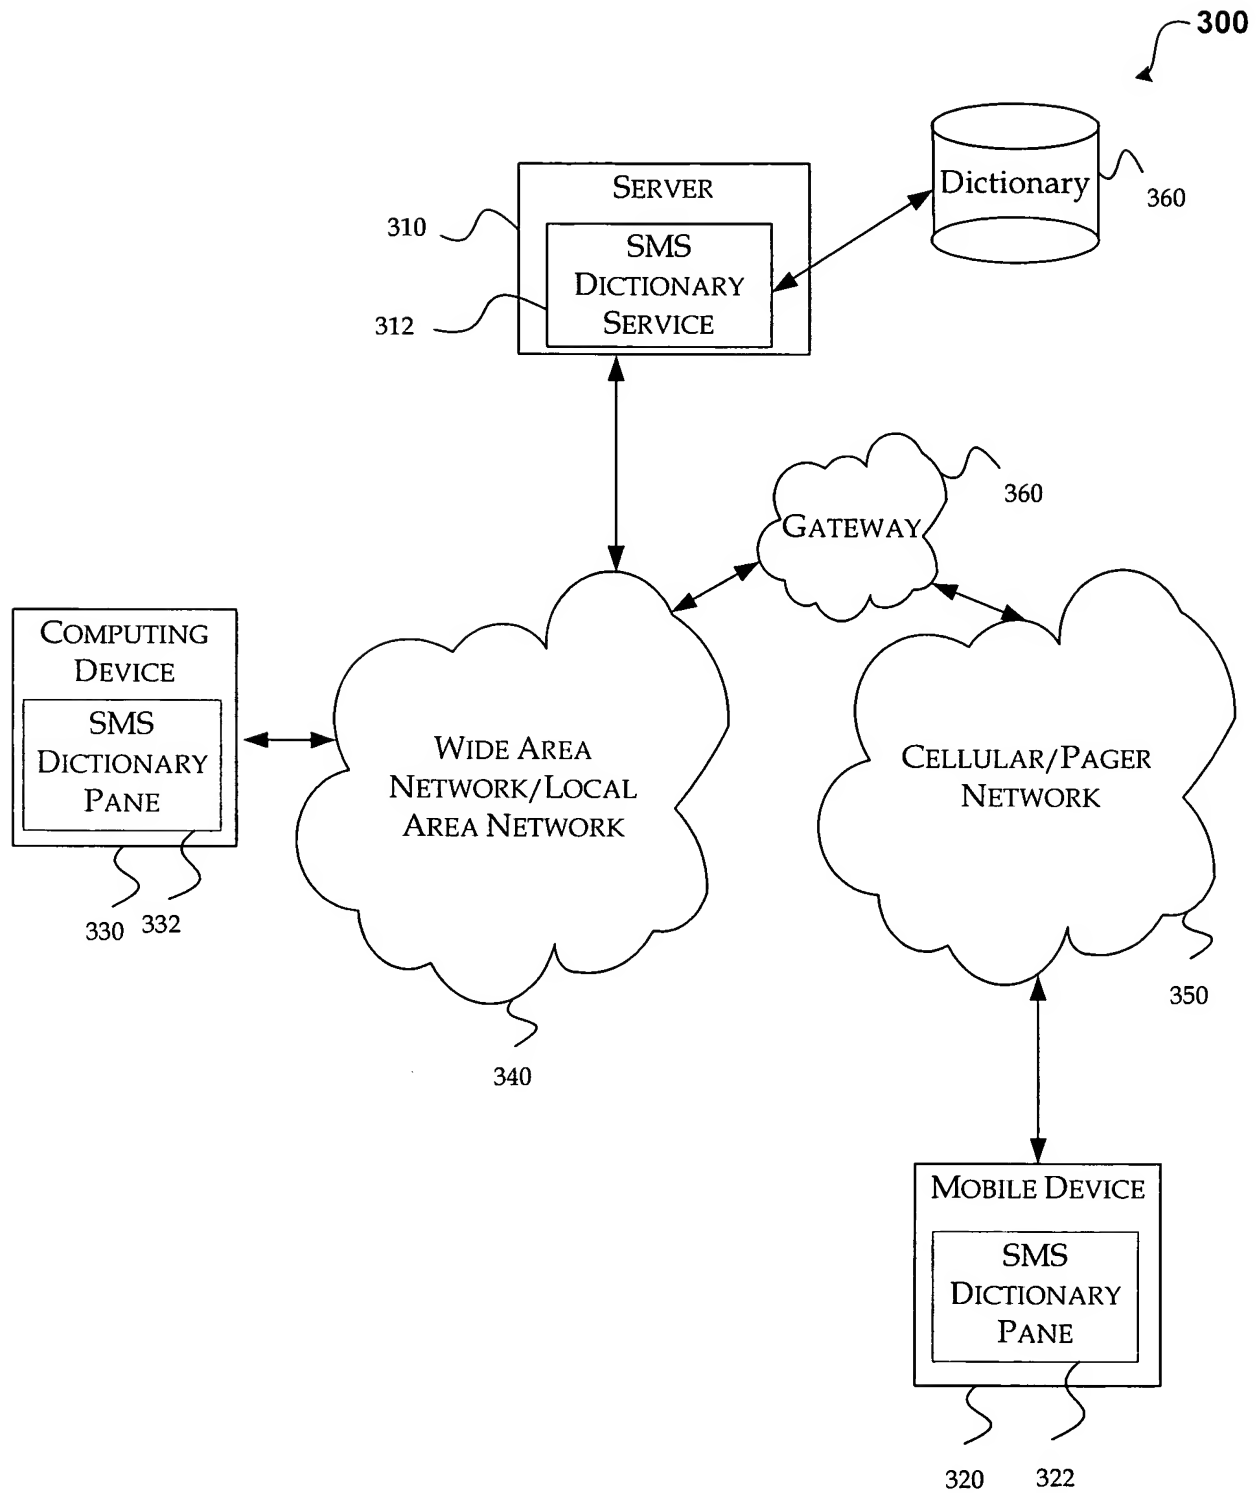 300
Dictionary
360
SERVER
310
SMS
DICTIONARY
SERVICE
312
GATEWAY
360
COMPUTING
DEVICE
SMS
DICTIONARY
PANE
330
332
WIDE AREA
NETWORK/LOCAL
AREA NETWORK
340
CELLULAR/PAGER
NETWORK
350
MOBILE DEVICE
SMS
DICTIONARY
PANE
320
322